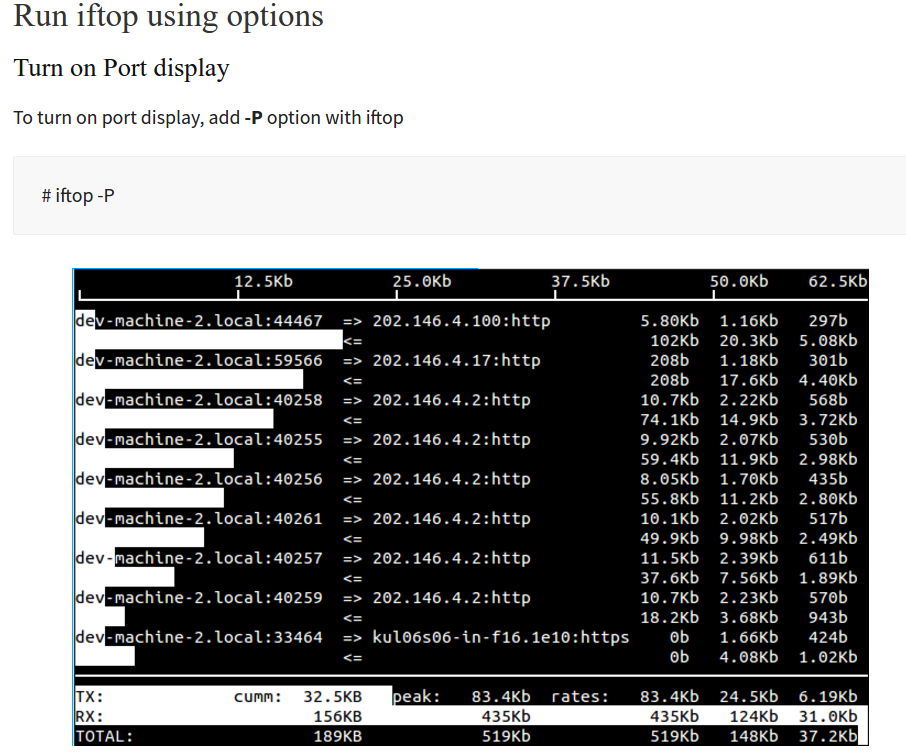 Run iftop using options
Turn on Port display
To turn on port display, add -P option with iftop
# iftop -P
12.5Kb 25.0Kb 37.5Kb 50.0Kb 62.5Kb
dev-machine-2.local:44467 => 202.146.4.100:http 5.80Kb 1.16Kb 297b
<= 102Kb 20.3Kb 5.08Kb
dev-machine-2.local:59566 => 202.146.4.17:http 208b 1.18Kb 301b
<= 208b 17.6Kb 4.40Kb
dev-machine-2.local:40258 => 202.146.4.2:http 10.7Kb 2.22Kb 568b
<= 74.1Kb 14.9Kb 3.72Kb
dev-machine-2.local:40255 => 202.146.4.2:http 9.92Kb 2.07Kb 530b
<= 59.4Kb 11.9Kb 2.98Kb
dev-machine-2.local:40256 => 202.146.4.2:http 8.05Kb 1.70Kb 435b
<= 55.8Kb 11.2Kb 2.80Kb
dev-machine-2.local:40261 => 202.146.4.2:http 10.1Kb 2.02Kb 517b
<= 49.9Kb 9.98Kb 2.49Kb
dev-machine-2.local:40257 => 202.146.4.2:http 11.5Kb 2.39Kb 611b
<= 37.6Kb 7.56Kb 1.89Kb
dev-machine-2.local:40259 => 202.146.4.2:http 10.7Kb 2.23Kb 570b
<= 18.2Kb 3.68Kb 943b
dev-machine-2.local:33464 => kul06s06-in-f16.1e10:https 0b 1.66Kb 424b
<= 0b 4.08Kb 1.02Kb
TX: cumm: 32.5KB peak: 83.4Kb rates: 83.4Kb 24.5Kb 6.19Kb
RX: 156KB 435Kb 435Kb 124Kb 31.0Kb
TOTAL: 189KB 519Kb 519Kb 148Kb 37.2Kb